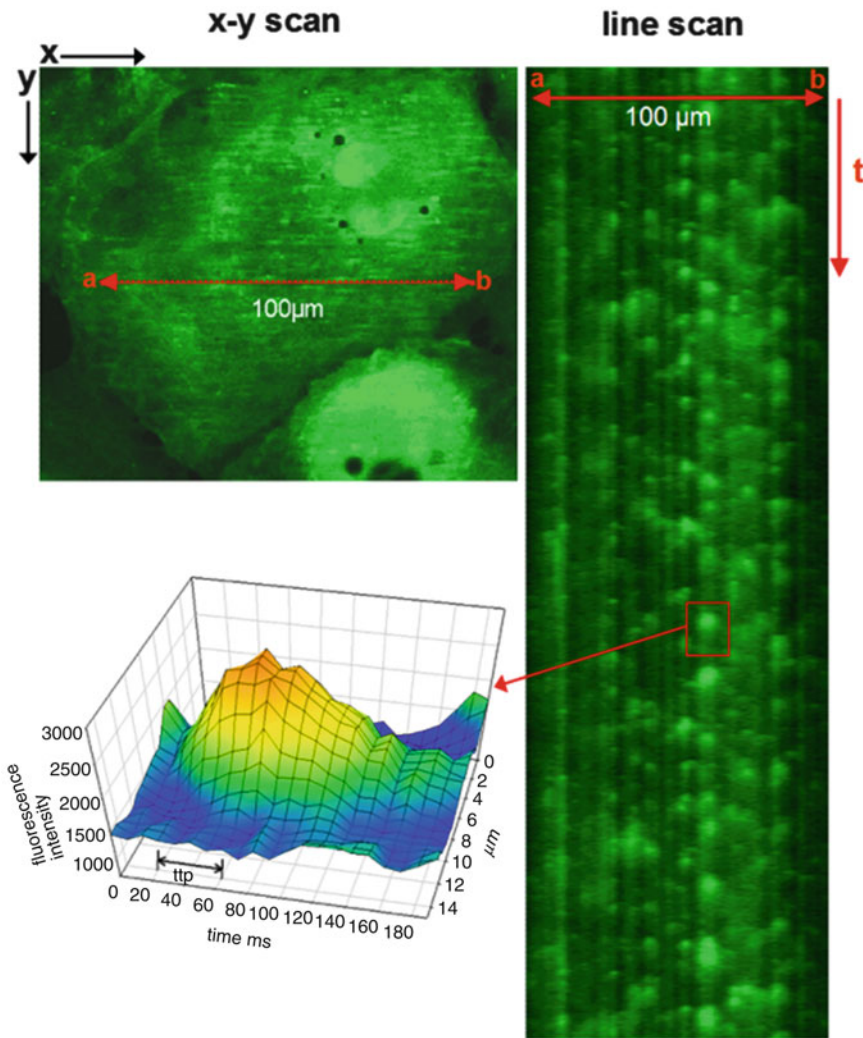 x-y scan
line scan
x
y
a b
100 µm
t
a b
100µm
3000
2500
2000
1500
1000
fluorescence
intensity
ttp
0 20 40 60 80 100 120 140 160 180
time ms
0
2
4
6
8
10
12
14
um